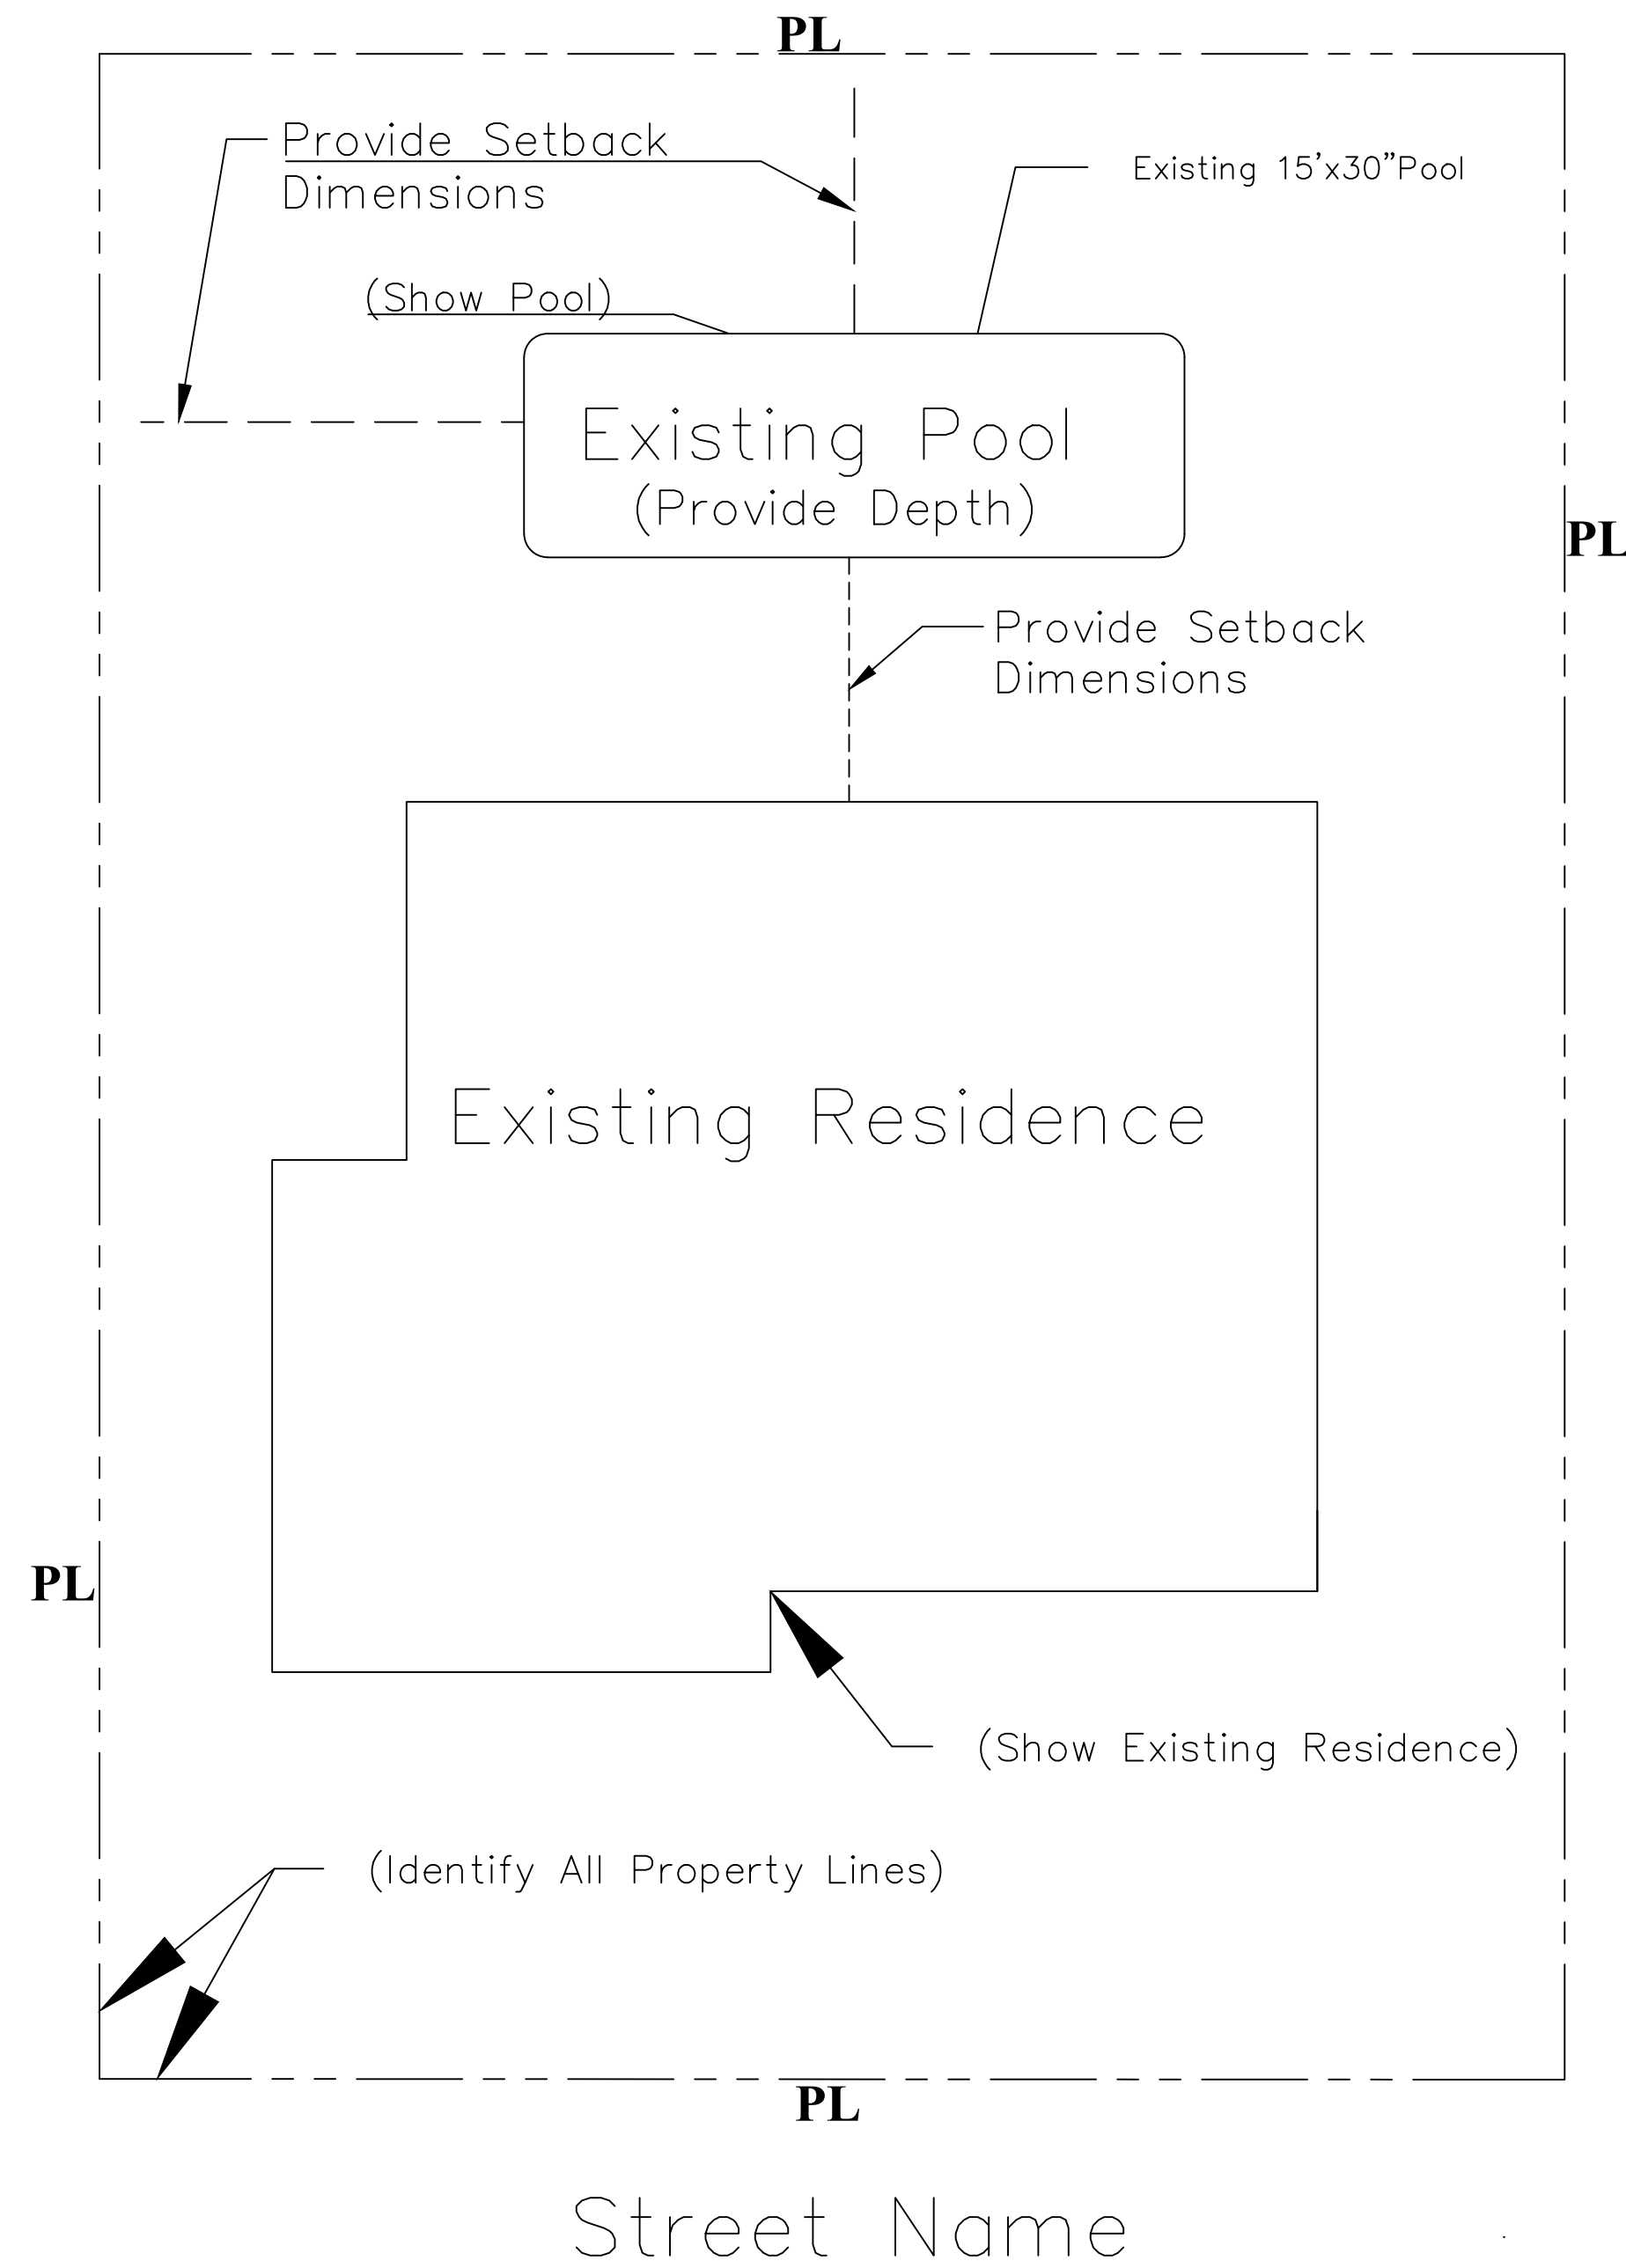 PL
Provide Setback
Dimensions
Existing 15’x30”Pool
(Show Pool)
Existing Pool
(Provide Depth)
PL
Provide Setback
Dimensions
Existing Residence
PL
(Show Existing Residence)
(Identify All Property Lines)
PL
Street Name